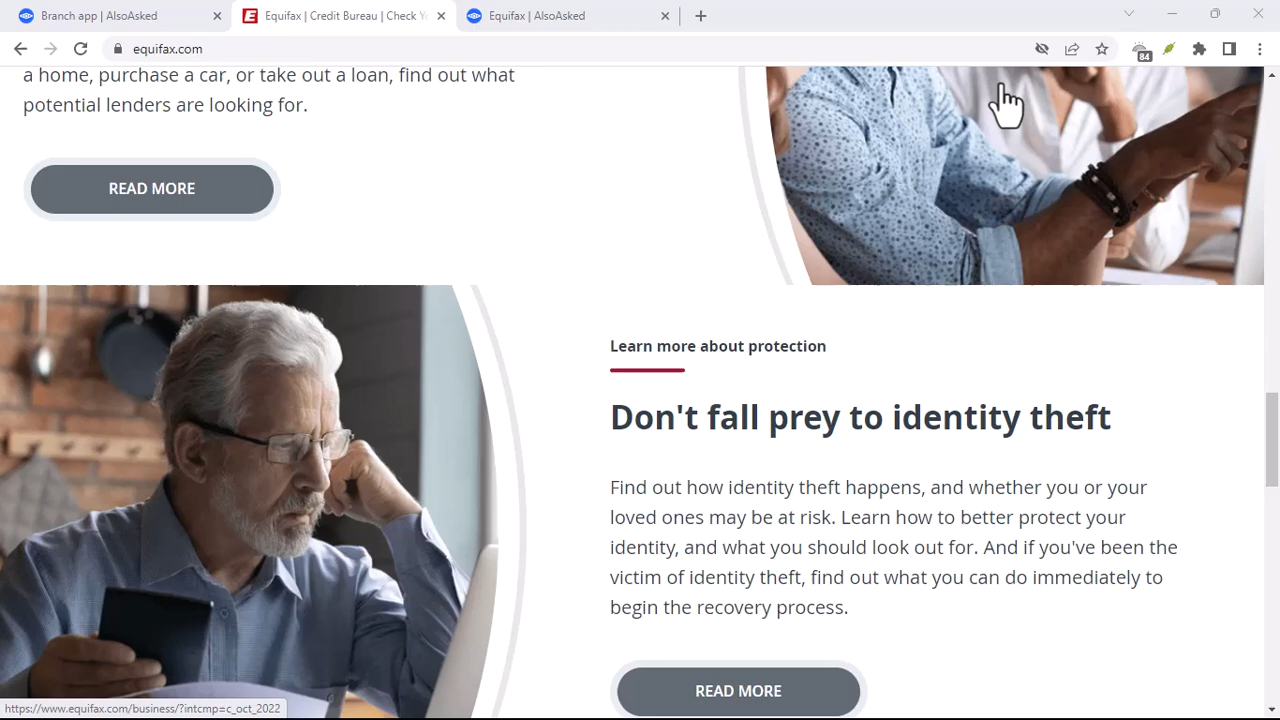 Branch app | AlsoAsked
Equifax | Credit Bureau | Check Y
Equifax | AlsoAsked
equifax.com
84
a home, purchase a car, or take out a loan, find out what
potential lenders are looking for.
READ MORE
Learn more about protection
Don't fall prey to identity theft
Find out how identity theft happens, and whether you or your
loved ones may be at risk. Learn how to better protect your
identity, and what you should look out for. And if you've been the
victim of identity theft, find out what you can do immediately to
begin the recovery process.
READ MORE
https://www.equifax.com/business/?intcmp=c_oct_2022